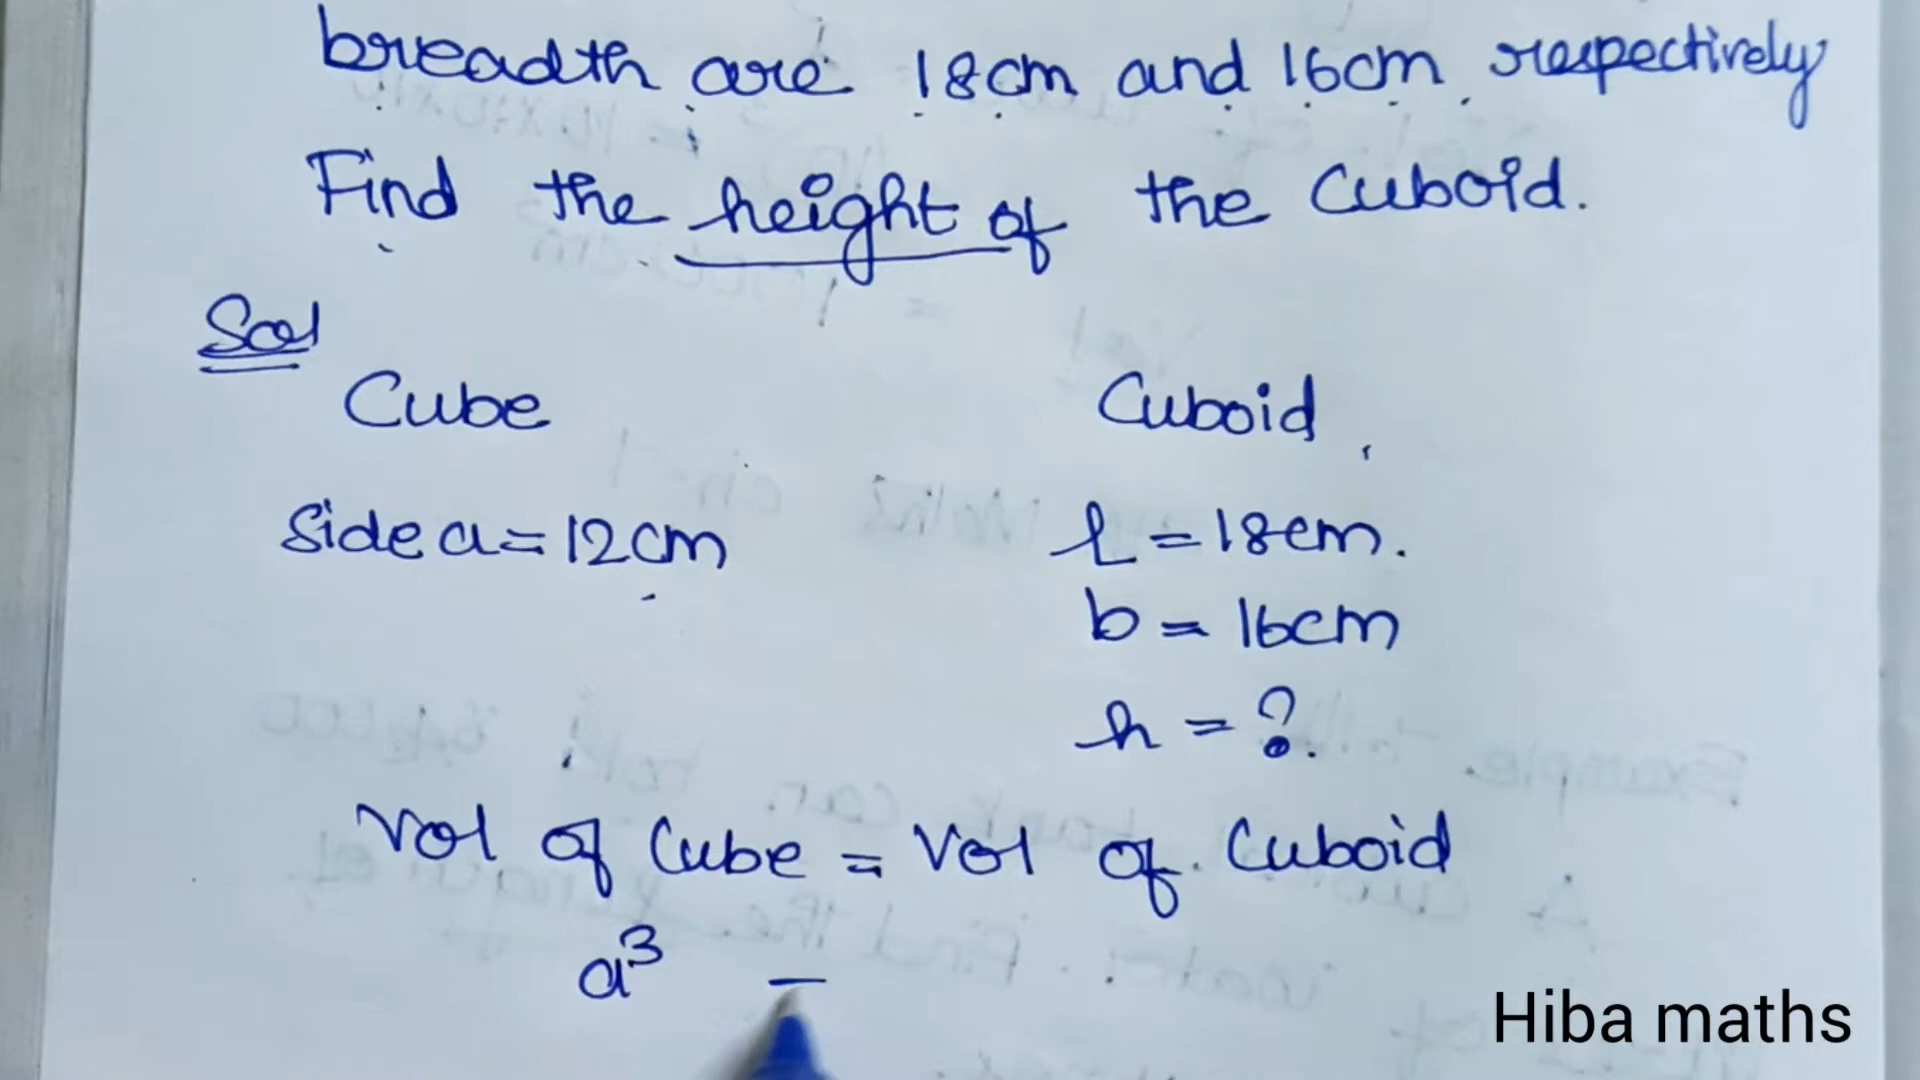 breadth are 18cm and 16cm respectively
Find the height of the Cuboid.
Sol
Cube Cuboid
Side a = 12cm l = 18cm.
b = 16cm
h = ?.
Vol of Cube = Vol of Cuboid
a³ –
Hiba maths